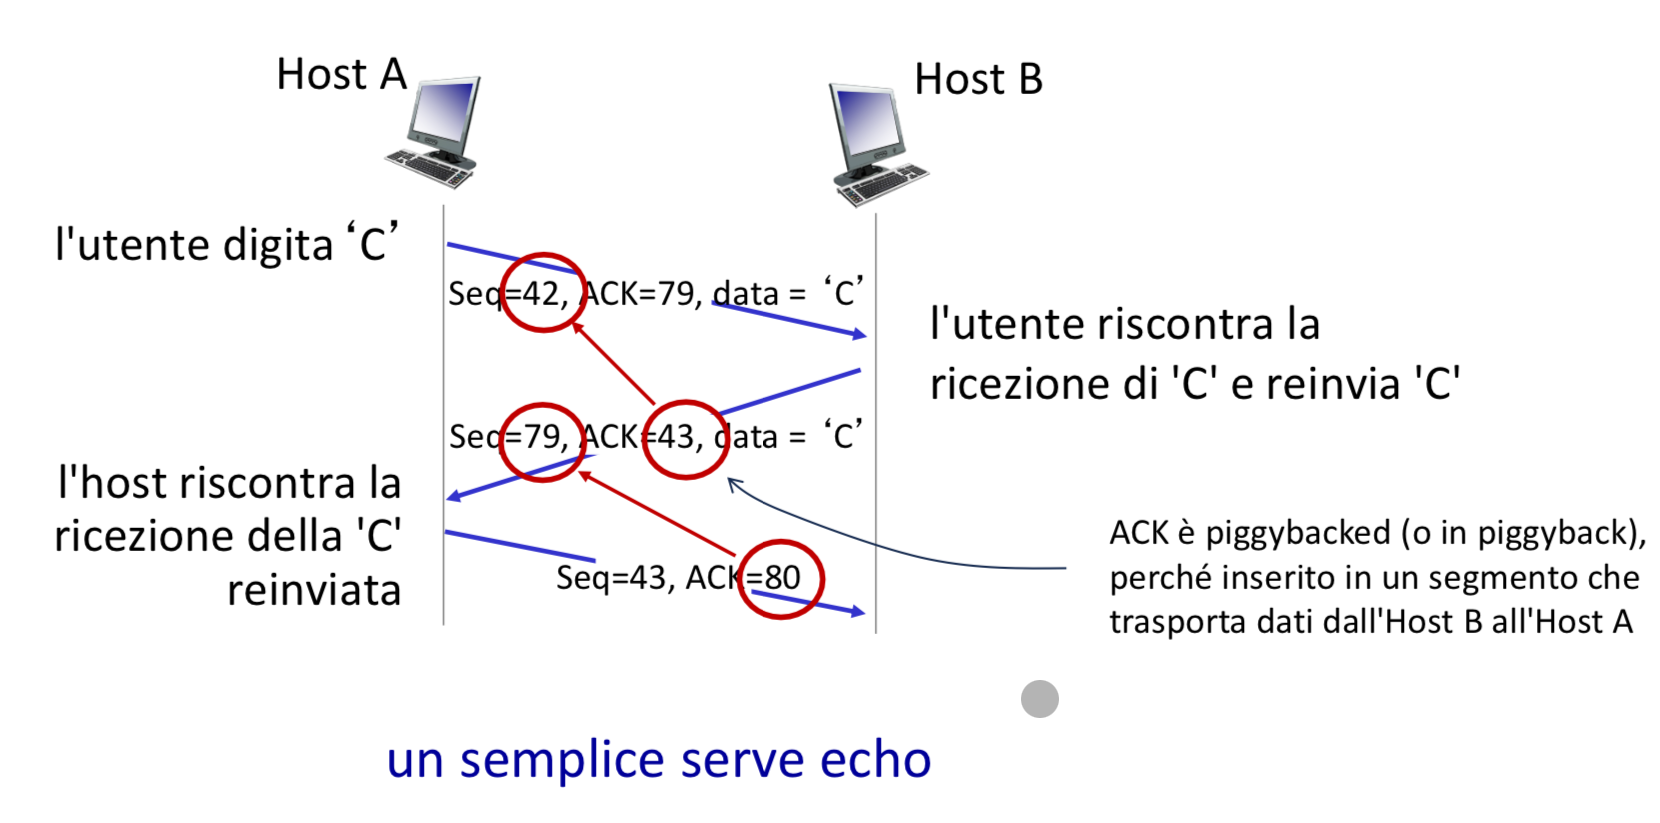 Host A
Host B
l'utente digita ‘C’
Seq=42, ACK=79, data = ‘C’
l'utente riscontra la
ricezione di 'C' e reinvia 'C'
Seq=79, ACK=43, data = ‘C’
l'host riscontra la
ricezione della 'C'
reinviata
Seq=43, ACK=80
ACK è piggybacked (o in piggyback),
perché inserito in un segmento che
trasporta dati dall'Host B all'Host A
un semplice serve echo